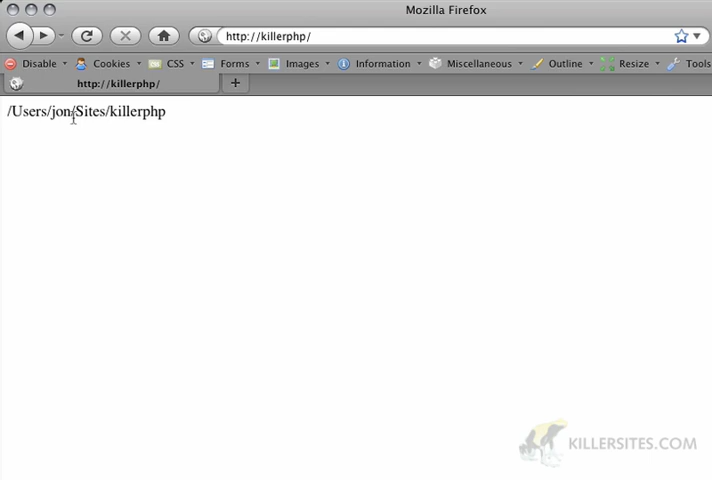 Mozilla Firefox
http://killerphp/
Disable Cookies CSS Forms Images Information Miscellaneous Outline Resize Tools
http://killerphp/
/Users/jon/Sites/killerphp
KILLERSITES.COM